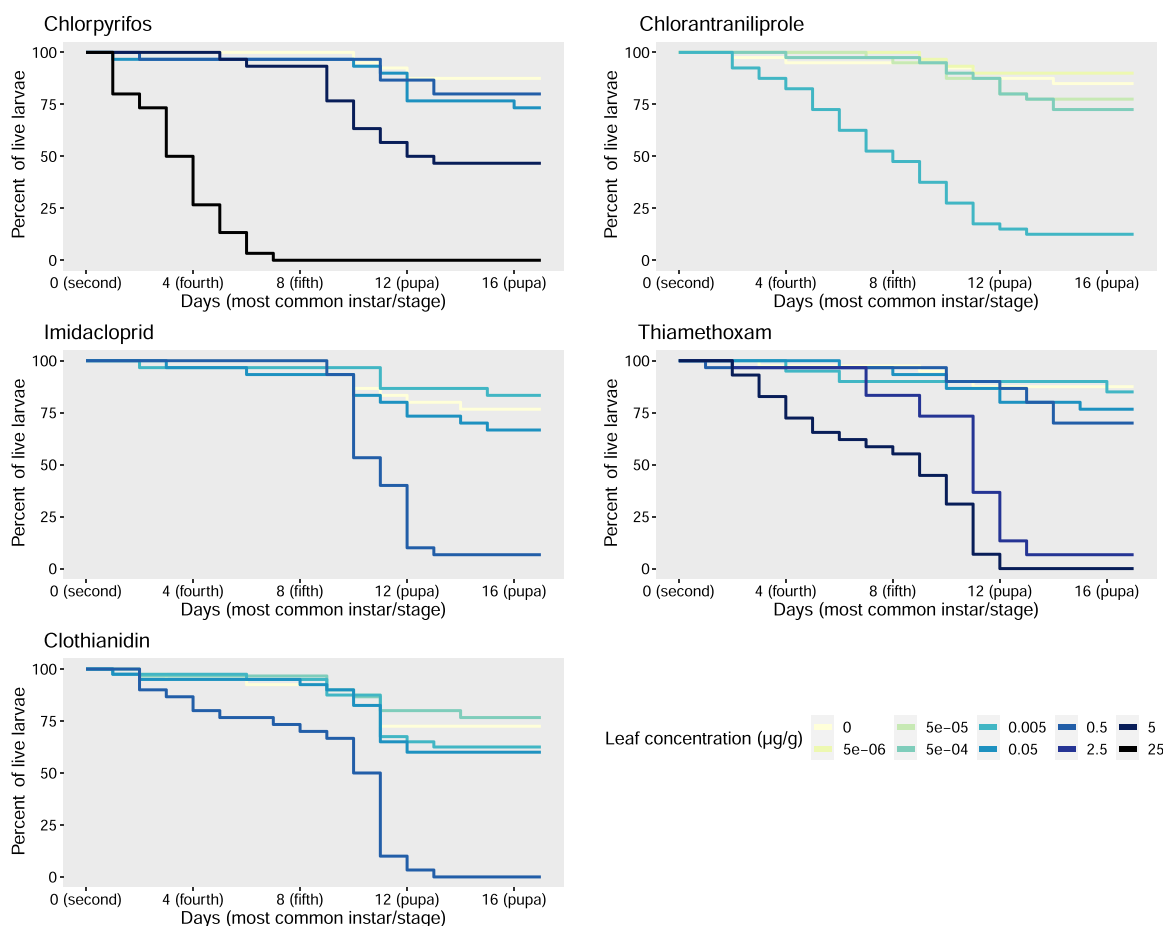 Chlorpyrifos
Percent of live larvae
100
75
50
25
0
0 (second) 4 (fourth) 8 (fifth) 12 (pupa) 16 (pupa)
Days (most common instar/stage)
Chlorantraniliprole
Percent of live larvae
100
75
50
25
0
0 (second) 4 (fourth) 8 (fifth) 12 (pupa) 16 (pupa)
Days (most common instar/stage)
Imidacloprid
Percent of live larvae
100
75
50
25
0
0 (second) 4 (fourth) 8 (fifth) 12 (pupa) 16 (pupa)
Days (most common instar/stage)
Thiamethoxam
Percent of live larvae
100
75
50
25
0
0 (second) 4 (fourth) 8 (fifth) 12 (pupa) 16 (pupa)
Days (most common instar/stage)
Clothianidin
Percent of live larvae
100
75
50
25
0
0 (second) 4 (fourth) 8 (fifth) 12 (pupa) 16 (pupa)
Days (most common instar/stage)
Leaf concentration (µg/g)
0 5e−05 0.005 0.5 5
5e−06 5e−04 0.05 2.5 25